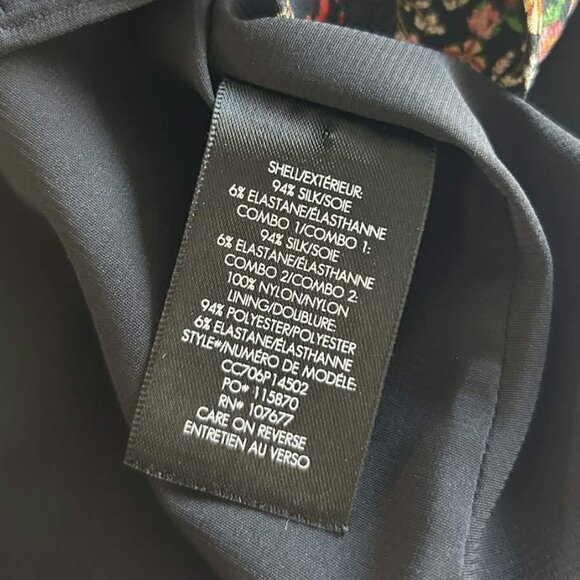 SHELL/EXTÉRIEUR:
94% SILK/SOIE
6% ELASTANE/ÉLASTHANNE
COMBO 1/COMBO 1:
94% SILK/SOIE
6% ELASTANE/ÉLASTHANNE
COMBO 2/COMBO 2:
100% NYLON/NYLON
LINING/DOUBLURE:
94% POLYESTER/POLYESTER
6% ELASTANE/ÉLASTHANNE
STYLE*/NUMÉRO DE MODÉLE:
CC706P14502
PO* 115870
RN* 107677
CARE ON REVERSE
ENTRETIEN AU VERSO